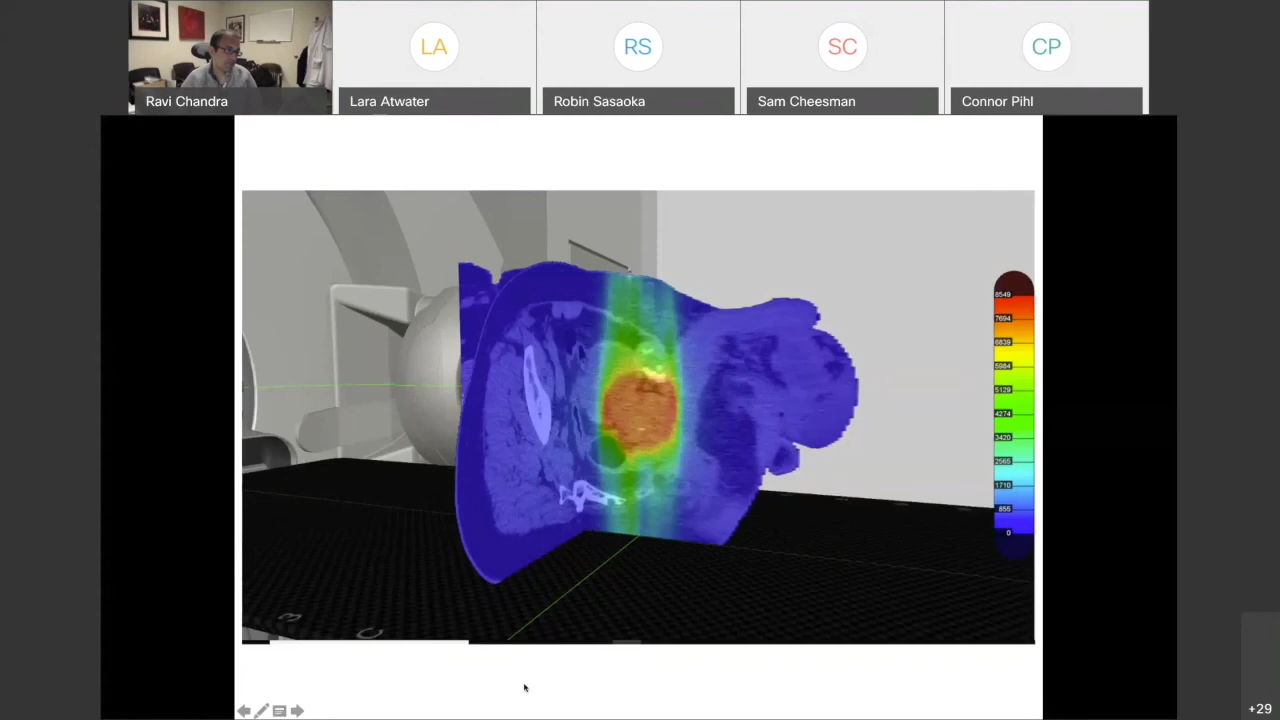 LA
RS
SC
CP
Ravi Chandra
Lara Atwater
Robin Sasaoka
Sam Cheesman
Connor Pihl
8549
7694
6839
5984
5129
4274
3420
2565
1710
855
0
3
C
+29